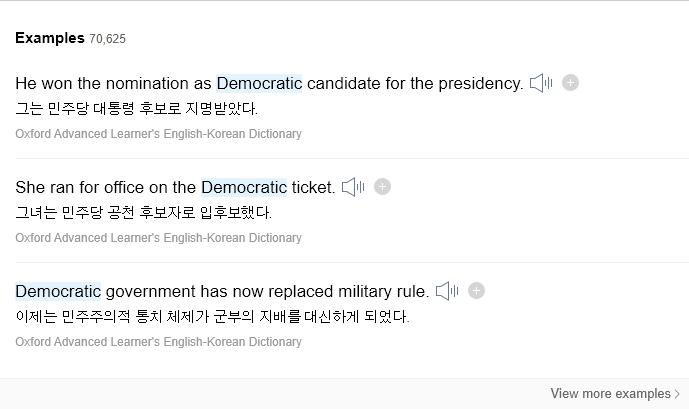 Examples 70,625
He won the nomination as Democratic candidate for the presidency.
그는 민주당 대통령 후보로 지명받았다.
Oxford Advanced Learner's English-Korean Dictionary
She ran for office on the Democratic ticket.
그녀는 민주당 공천 후보자로 입후보했다.
Oxford Advanced Learner's English-Korean Dictionary
Democratic government has now replaced military rule.
이제는 민주주의적 통치 체제가 군부의 지배를 대신하게 되었다.
Oxford Advanced Learner's English-Korean Dictionary
View more examples